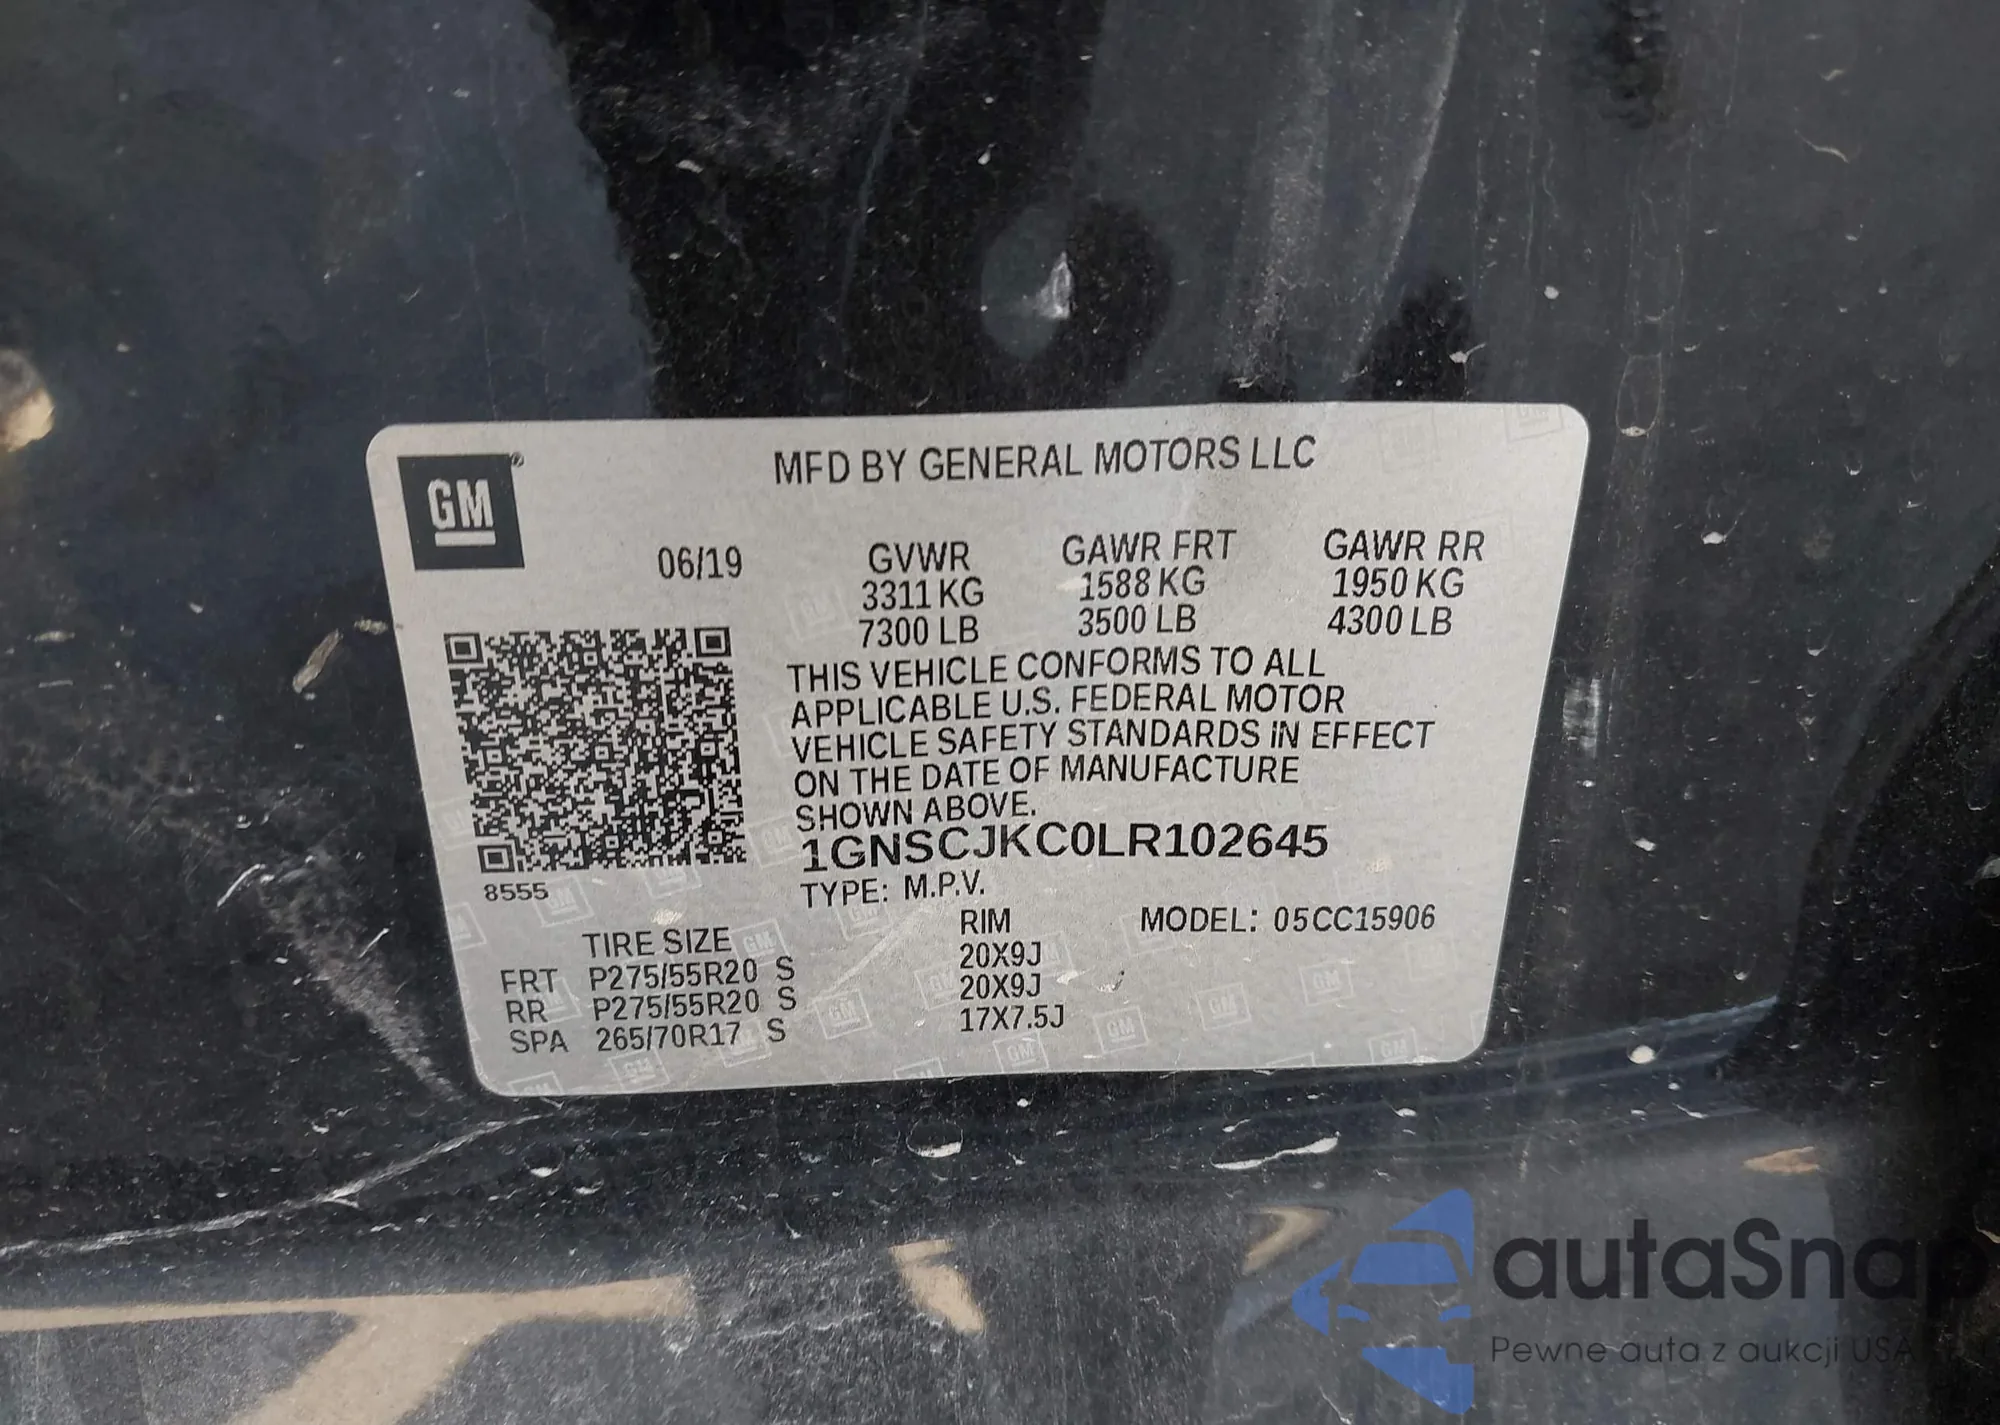 GM®
MFD BY GENERAL MOTORS LLC
06/19 GVWR GAWR FRT GAWR RR
3311 KG 1588 KG 1950 KG
7300 LB 3500 LB 4300 LB
THIS VEHICLE CONFORMS TO ALL
APPLICABLE U.S. FEDERAL MOTOR
VEHICLE SAFETY STANDARDS IN EFFECT
ON THE DATE OF MANUFACTURE
SHOWN ABOVE.
1GNSCJKC0LR102645
8555
TYPE: M.P.V.
TIRE SIZE RIM MODEL: 05CC15906
FRT P275/55R20 S 20X9J
RR P275/55R20 S 20X9J
SPA 265/70R17 S 17X7.5J
autaSnap
Pewne auta z aukcji USA